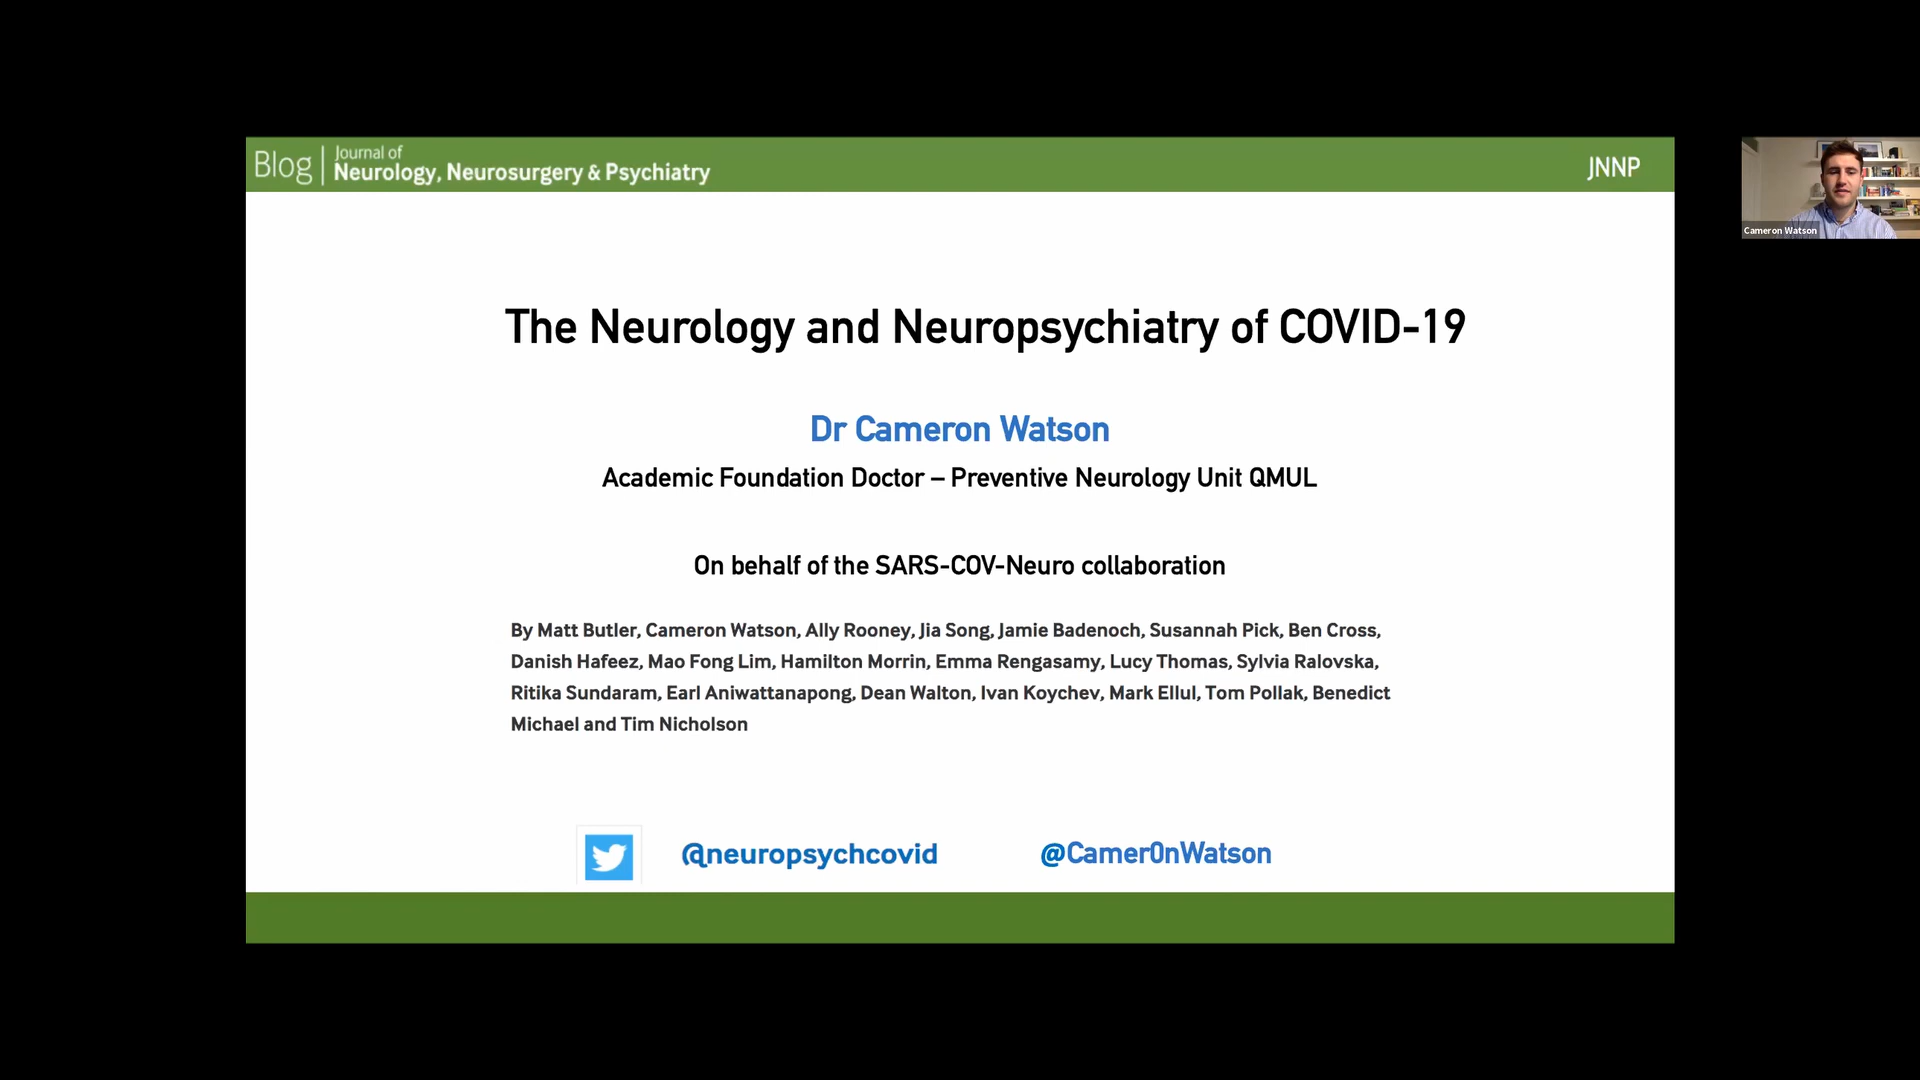 Blog
Journal of
Neurology, Neurosurgery & Psychiatry
JNNP
Cameron Watson
The Neurology and Neuropsychiatry of COVID-19
Dr Cameron Watson
Academic Foundation Doctor – Preventive Neurology Unit QMUL
On behalf of the SARS-COV-Neuro collaboration
By Matt Butler, Cameron Watson, Ally Rooney, Jia Song, Jamie Badenoch, Susannah Pick, Ben Cross,
Danish Hafeez, Mao Fong Lim, Hamilton Morrin, Emma Rengasamy, Lucy Thomas, Sylvia Ralovska,
Ritika Sundaram, Earl Aniwattanapong, Dean Walton, Ivan Koychev, Mark Ellul, Tom Pollak, Benedict
Michael and Tim Nicholson
@neuropsychcovid
@Camer0nWatson